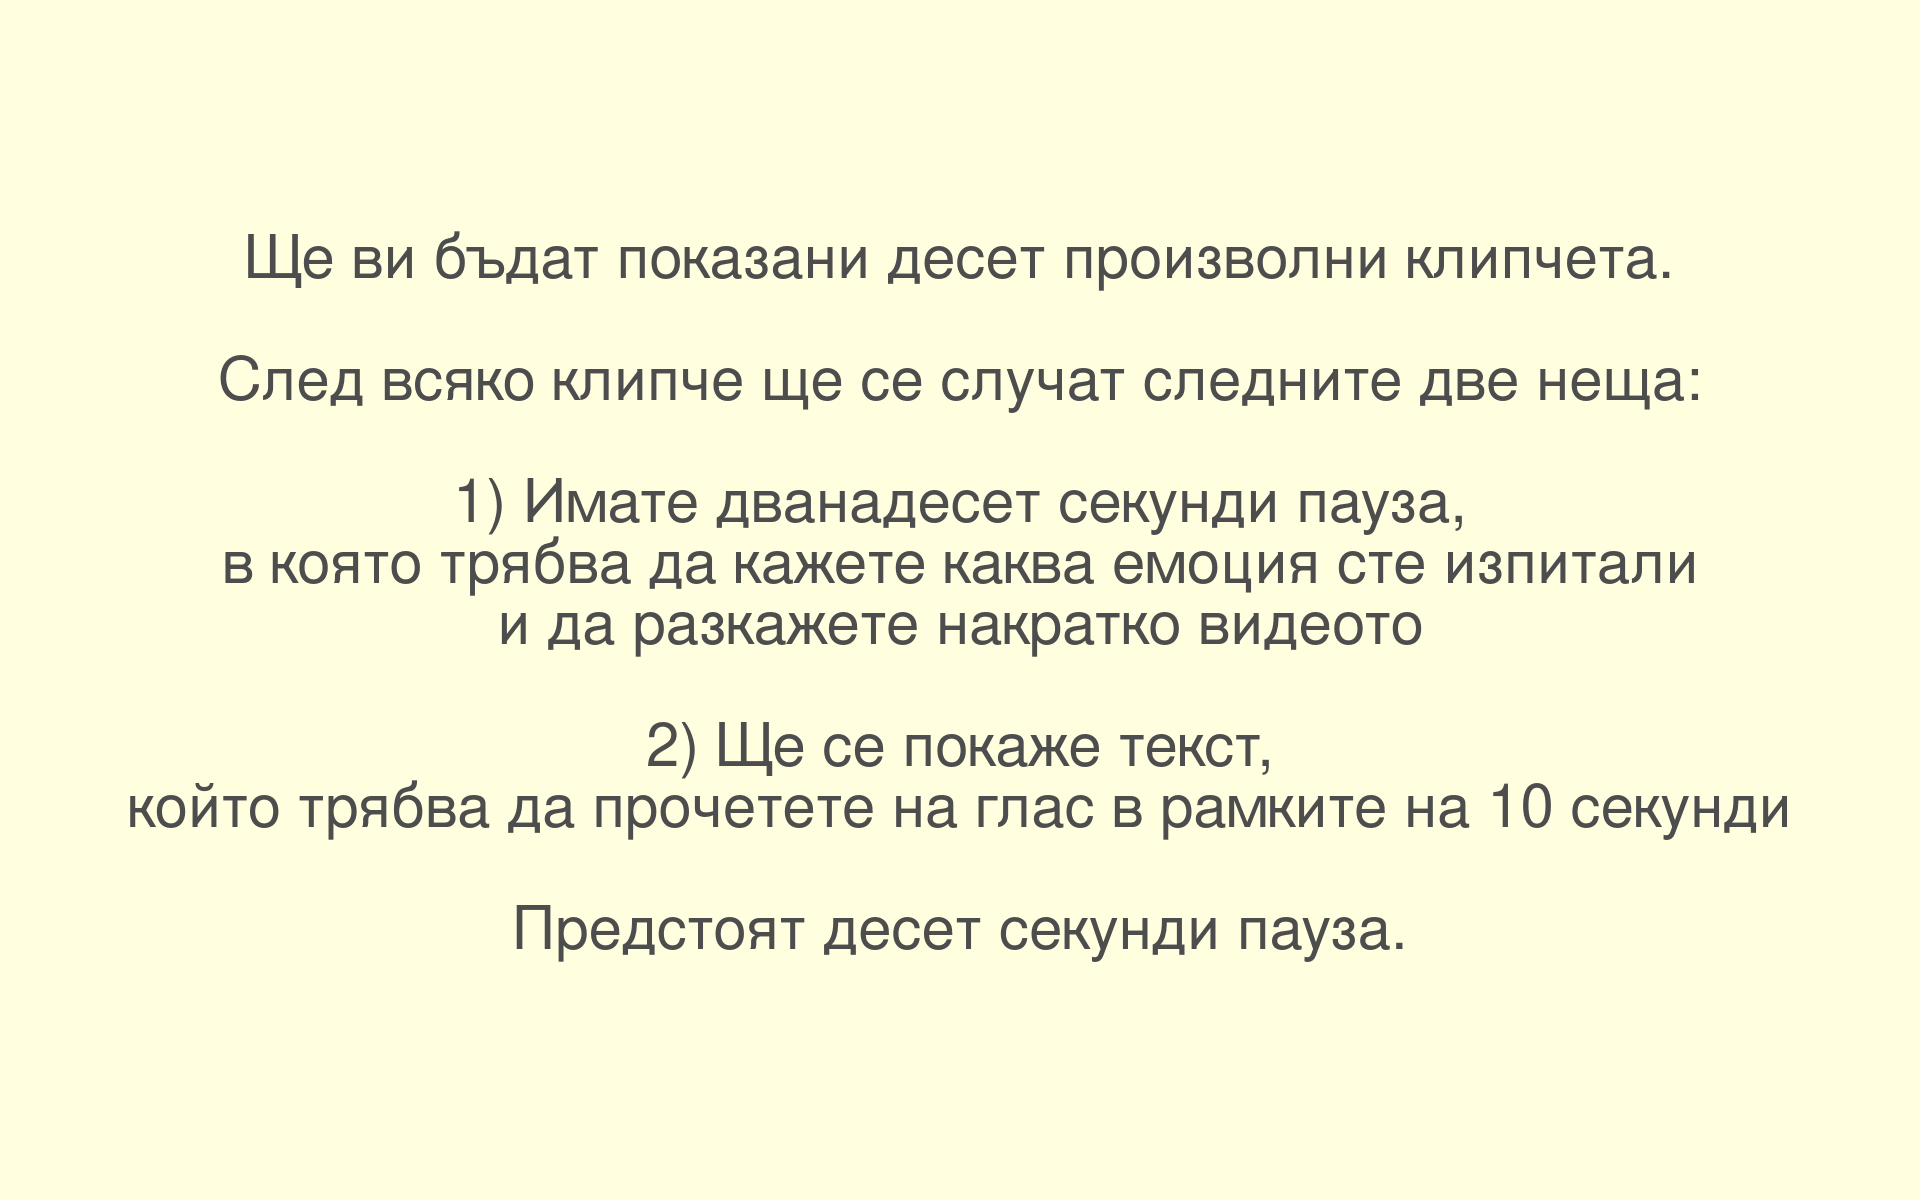 Ще ви бъдат показани десет произволни клипчета.
След всяко клипче ще се случат следните две неща:
1) Имате дванадесет секунди пауза,
в която трябва да кажете каква емоция сте изпитали
и да разкажете накратко видеото
2) Ще се покаже текст,
който трябва да прочетете на глас в рамките на 10 секунди
Предстоят десет секунди пауза.